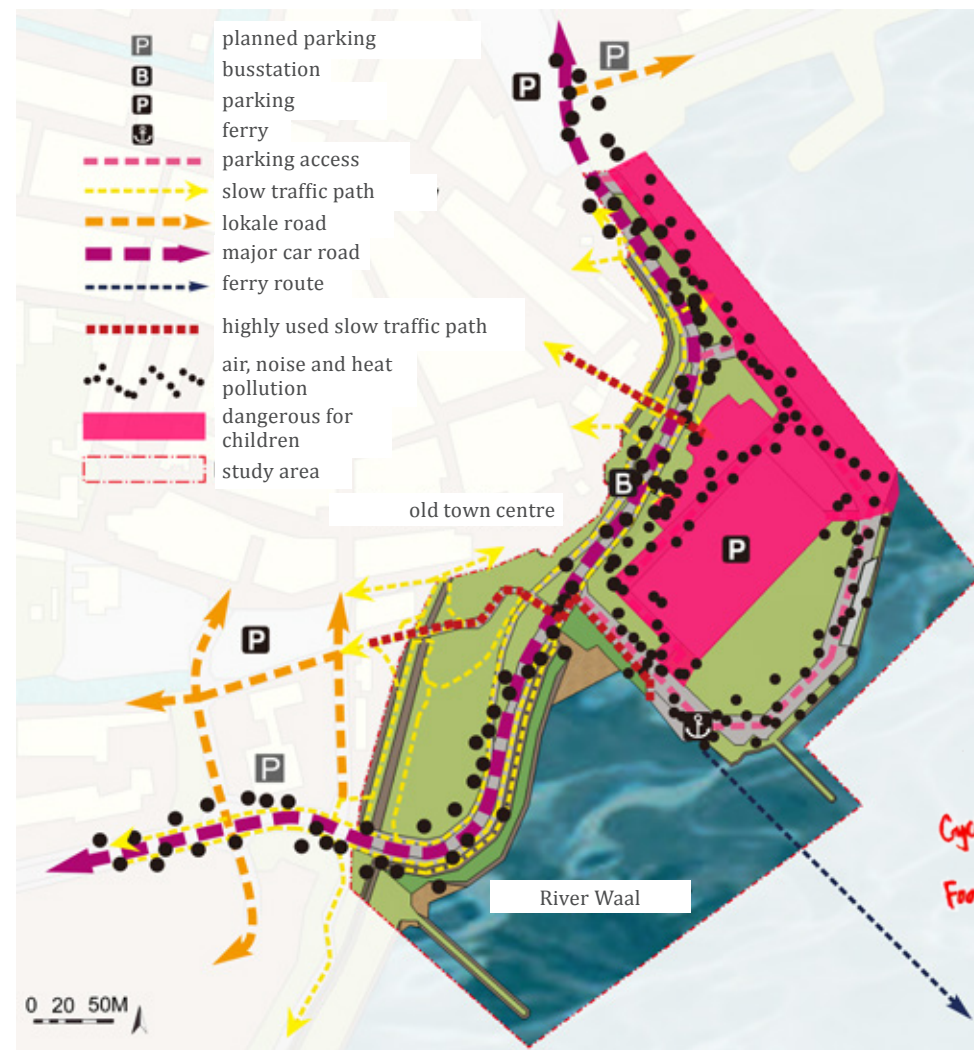 P planned parking
B busstation
P parking
ferry
parking access
slow traffic path
lokale road
major car road
ferry route
highly used slow traffic path
air, noise and heat
pollution
dangerous for
children
study area
P
P
old town centre
B
P
P
P
River Waal
0 20 50M